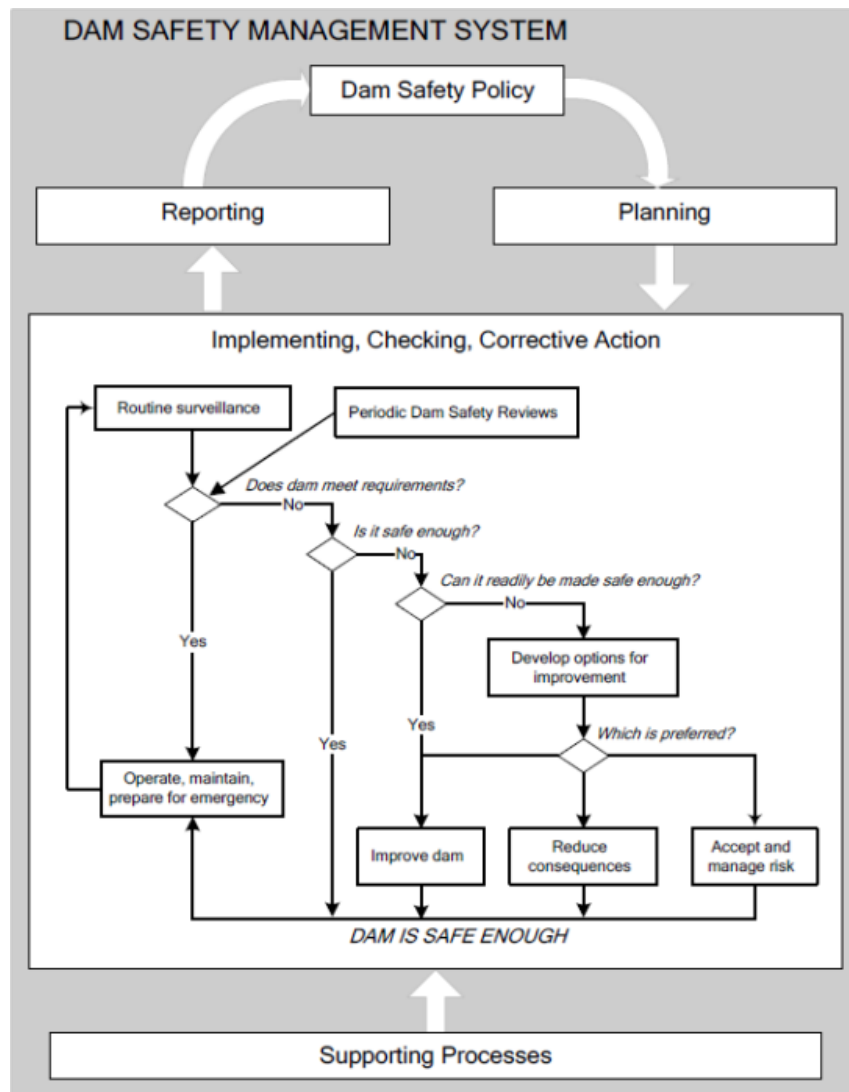 DAM SAFETY MANAGEMENT SYSTEM
Dam Safety Policy
Reporting
Planning
Implementing, Checking, Corrective Action
Routine surveillance
Periodic Dam Safety Reviews
Does dam meet requirements?
No
Is it safe enough?
No
Can it readily be made safe enough?
No
Yes
Develop options for
improvement
Yes
Yes
Which is preferred?
Operate, maintain,
prepare for emergency
Improve dam
Reduce
consequences
Accept and
manage risk
DAM IS SAFE ENOUGH
Supporting Processes